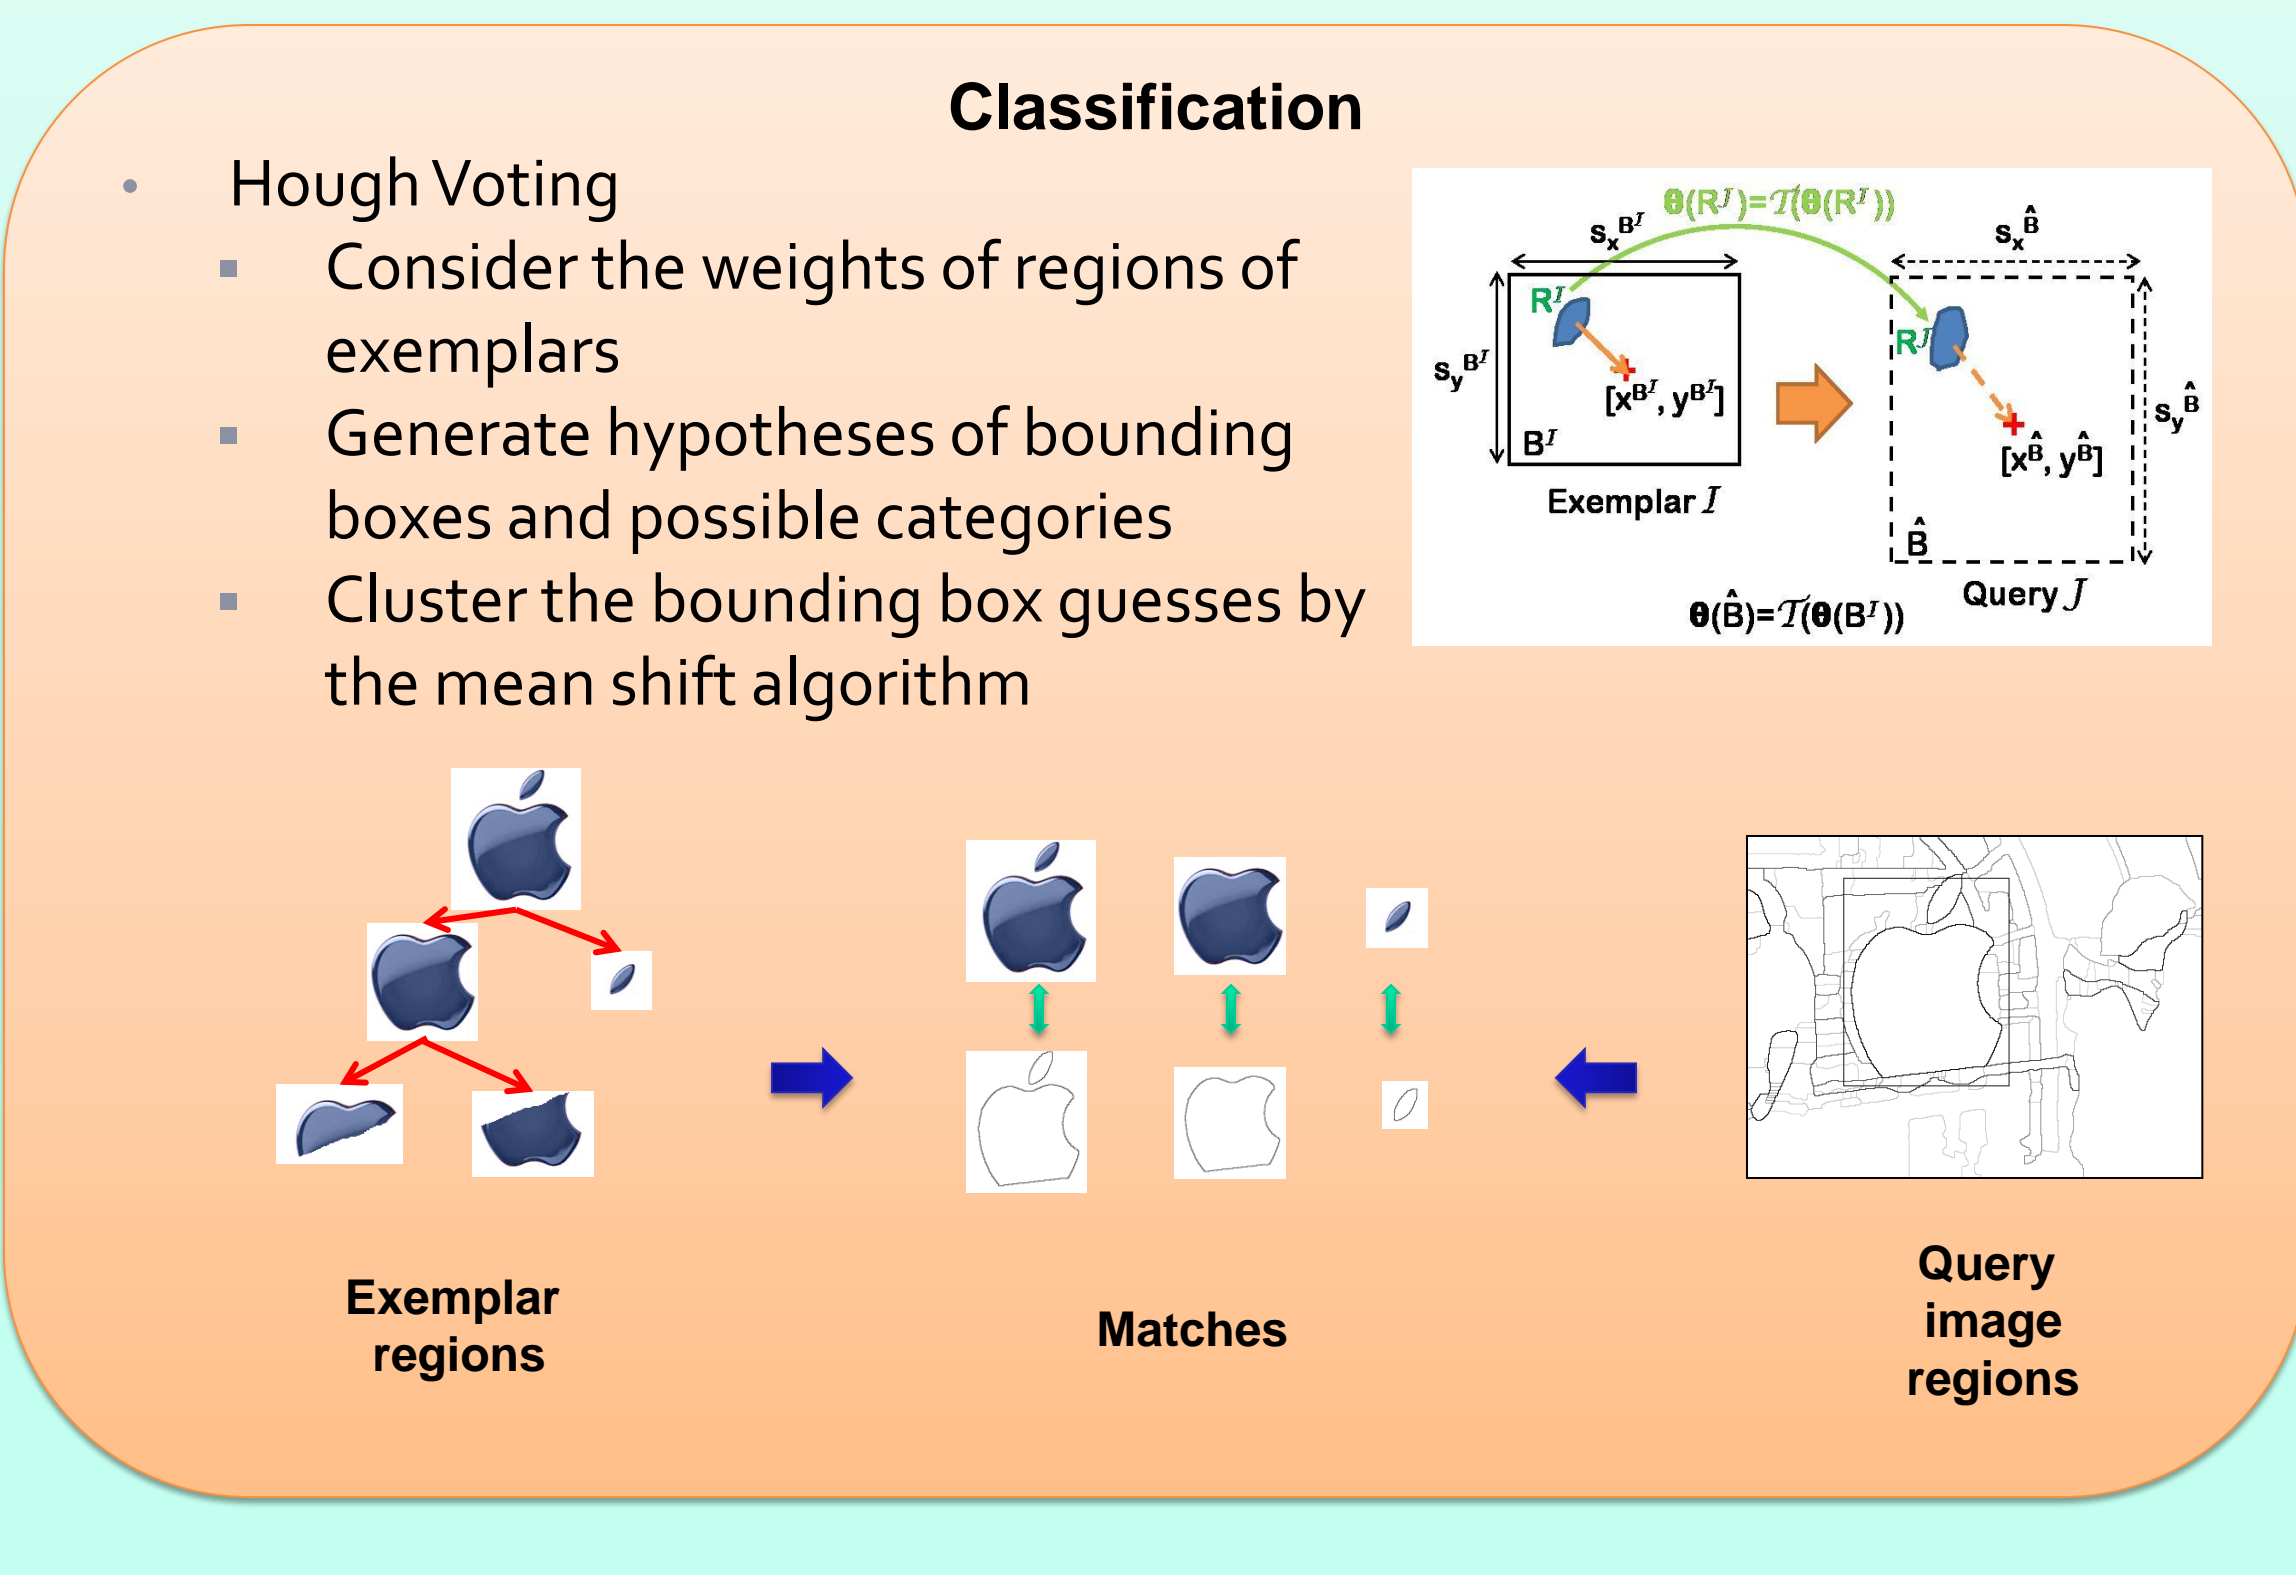 Classification
• Hough Voting
▪ Consider the weights of regions of
exemplars
▪ Generate hypotheses of bounding
boxes and possible categories
▪ Cluster the bounding box guesses by
the mean shift algorithm
θ(R^J)=T(θ(R^I))
s_x^{B^I}
s_x^{B̂}
R^I
R^J
s_y^{B^I}
s_y^{B̂}
[x^{B^I}, y^{B^I}]
[x^{B̂}, y^{B̂}]
B^I
B̂
Exemplar I
Query J
θ(B̂)=T(θ(B^I))
Exemplar
regions
Matches
Query
image
regions